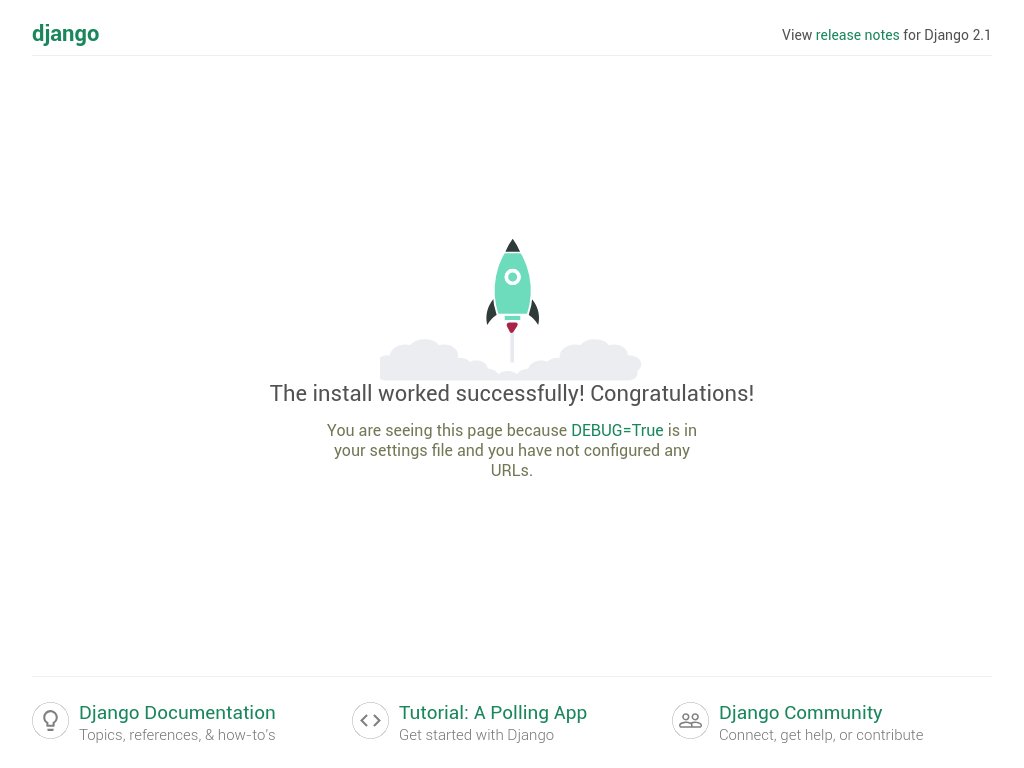 django
View release notes for Django 2.1
The install worked successfully! Congratulations!
You are seeing this page because DEBUG=True is in
your settings file and you have not configured any
URLs.
Django Documentation
Topics, references, & how-to's
Tutorial: A Polling App
Get started with Django
Django Community
Connect, get help, or contribute